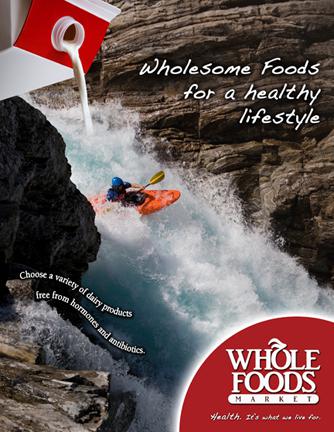 Wholesome Foods
for a healthy
lifestyle
Choose a variety of dairy products
free from hormones and antibiotics.
WHOLE
FOODS
MARKET
Health. It's what we live for.